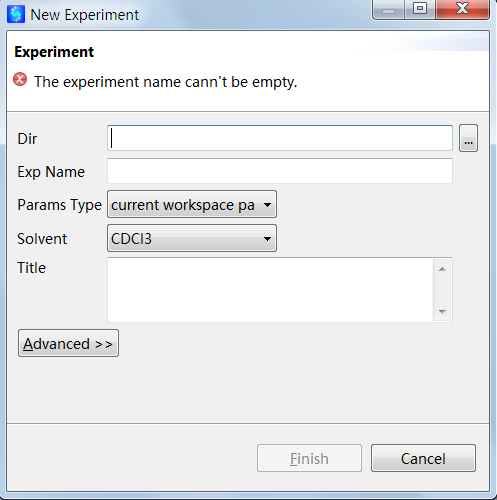 New Experiment
Experiment
The experiment name cann't be empty.
Dir
...
Exp Name
Params Type current workspace pa
Solvent CDCl3
Title
Advanced >>
Finish Cancel